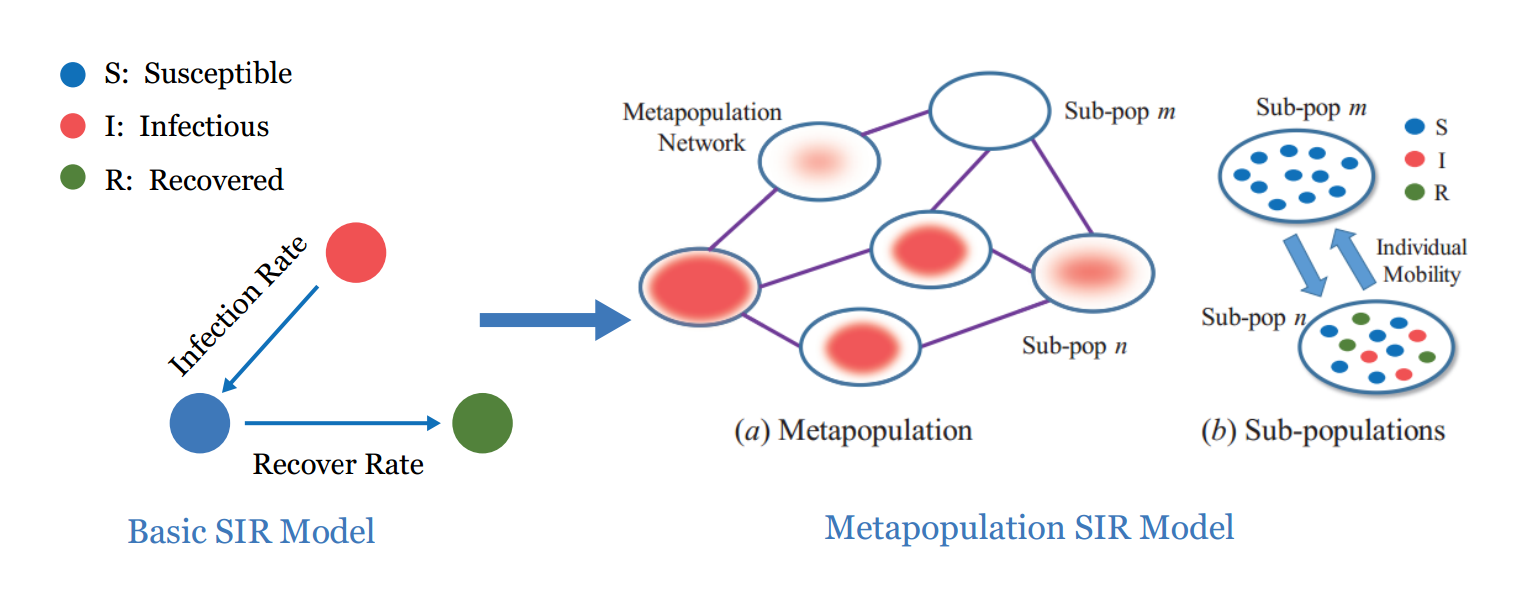 S:  Susceptible
I:  Infectious
R:  Recovered
Infection Rate
Recover Rate
Basic SIR Model
Metapopulation
Network
Sub-pop m
Sub-pop n
(a) Metapopulation
Sub-pop m
S
I
R
Individual
Mobility
Sub-pop n
(b) Sub-populations
Metapopulation SIR Model